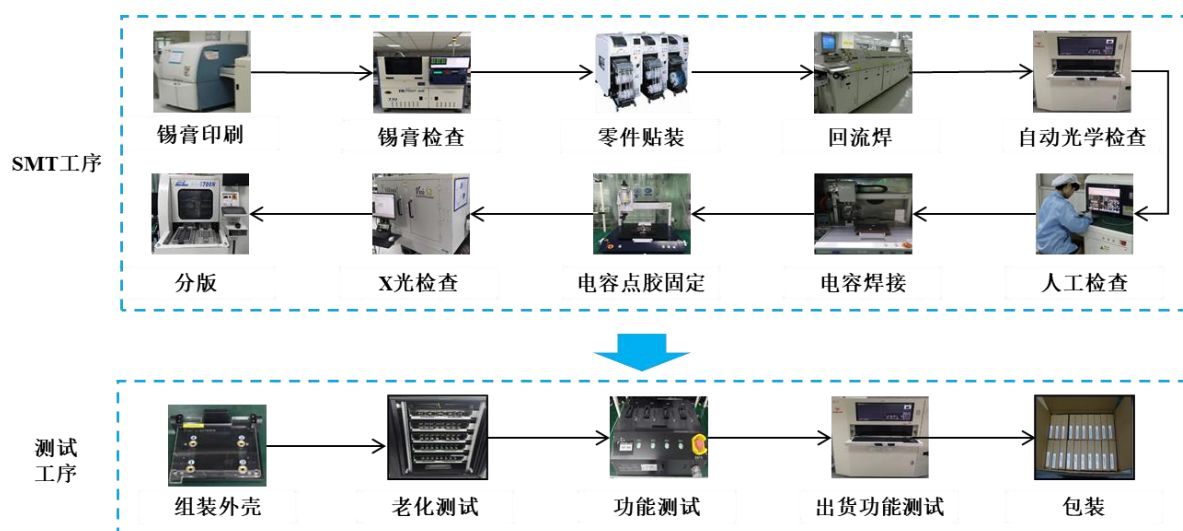 锡膏印刷
锡膏检查
零件贴装
回流焊
自动光学检查
SMT工序
分版
X光检查
电容点胶固定
电容焊接
人工检查
测试
工序
组装外壳
老化测试
功能测试
出货功能测试
包装